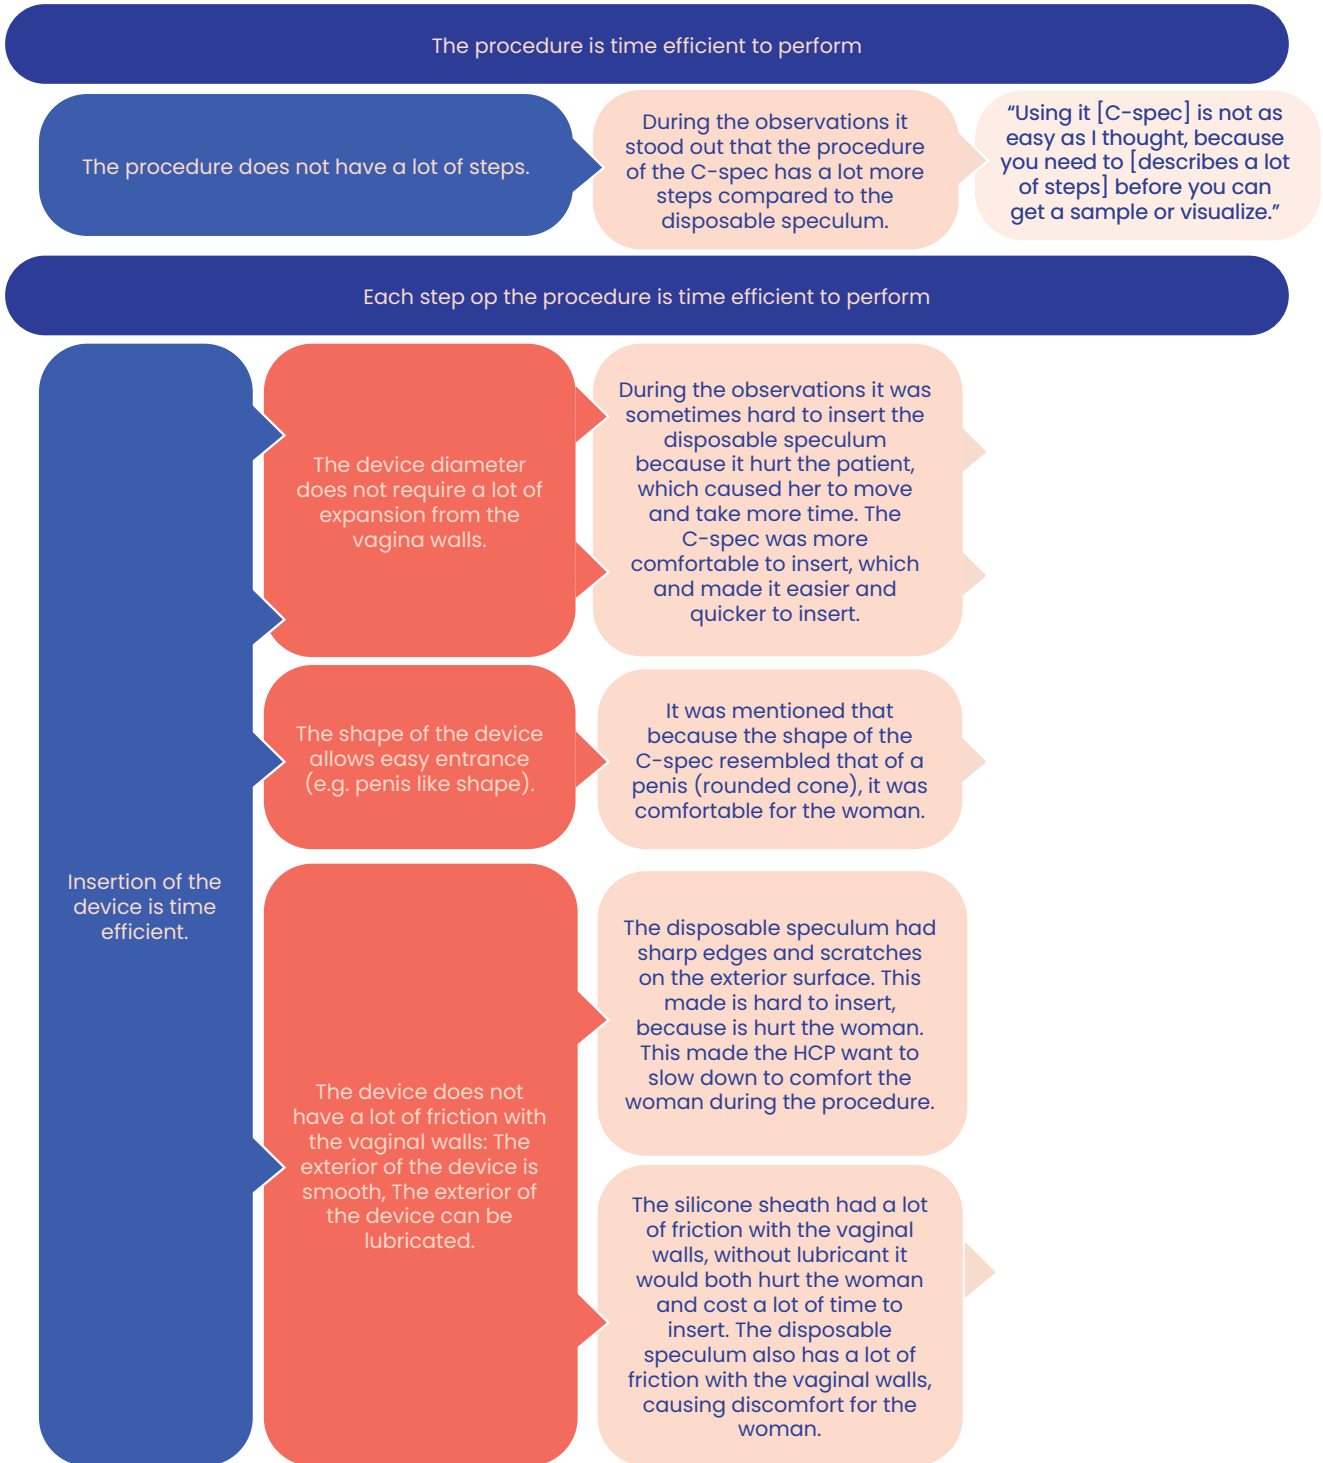 The procedure is time efficient to perform
The procedure does not have a lot of steps.
During the observations it
stood out that the procedure
of the C-spec has a lot more
steps compared to the
disposable speculum.
“Using it [C-spec] is not as
easy as I thought, because
you need to [describes a lot
of steps] before you can
get a sample or visualize.”
Each step op the procedure is time efficient to perform
Insertion of the
device is time
efficient.
The device diameter
does not require a lot of
expansion from the
vagina walls.
During the observations it was
sometimes hard to insert the
disposable speculum
because it hurt the patient,
which caused her to move
and take more time. The
C-spec was more
comfortable to insert, which
and made it easier and
quicker to insert.
The shape of the device
allows easy entrance
(e.g. penis like shape).
It was mentioned that
because the shape of the
C-spec resembled that of a
penis (rounded cone), it was
comfortable for the woman.
The device does not
have a lot of friction with
the vaginal walls: The
exterior of the device is
smooth, The exterior of
the device can be
lubricated.
The disposable speculum had
sharp edges and scratches
on the exterior surface. This
made is hard to insert,
because is hurt the woman.
This made the HCP want to
slow down to comfort the
woman during the procedure.
The silicone sheath had a lot
of friction with the vaginal
walls, without lubricant it
would both hurt the woman
and cost a lot of time to
insert. The disposable
speculum also has a lot of
friction with the vaginal walls,
causing discomfort for the
woman.